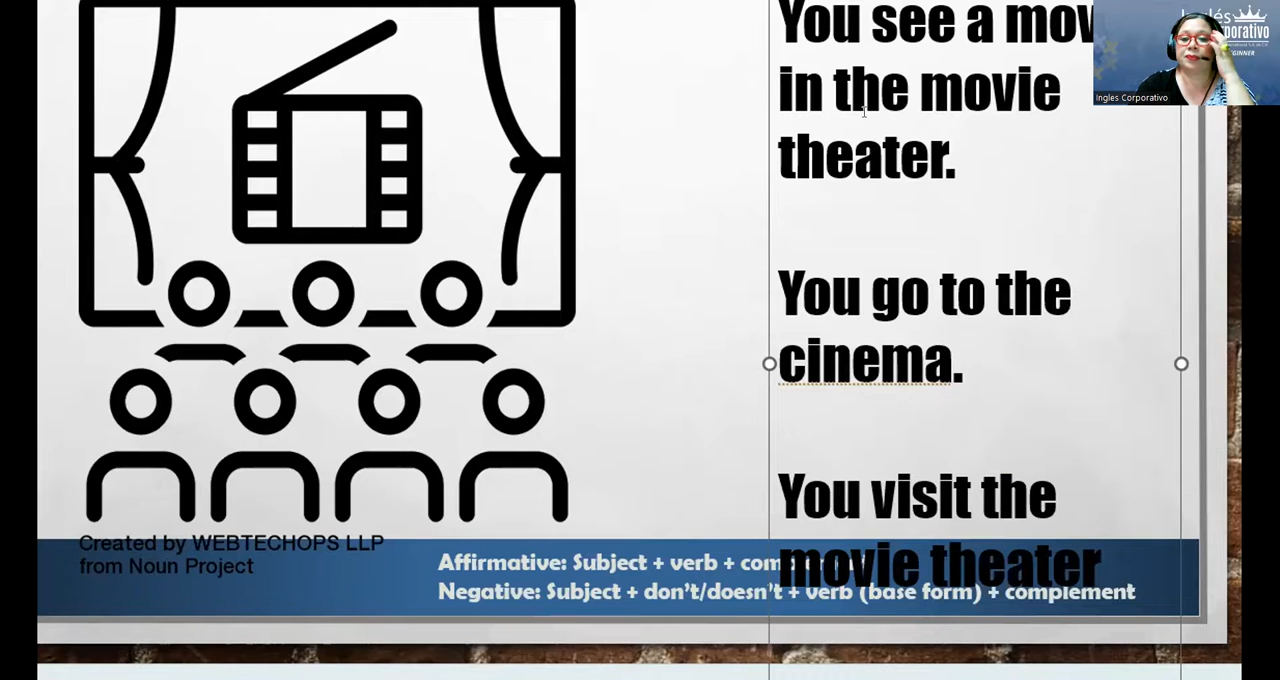 You see a mov
in the movie
theater.
You go to the
cinema.
You visit the
movie theater
Created by WEBTECHOPS LLP
from Noun Project
Affirmative: Subject + verb +
Negative: Subject + don't/doesn't + verb (base form) + complement
Ingles Corporativo